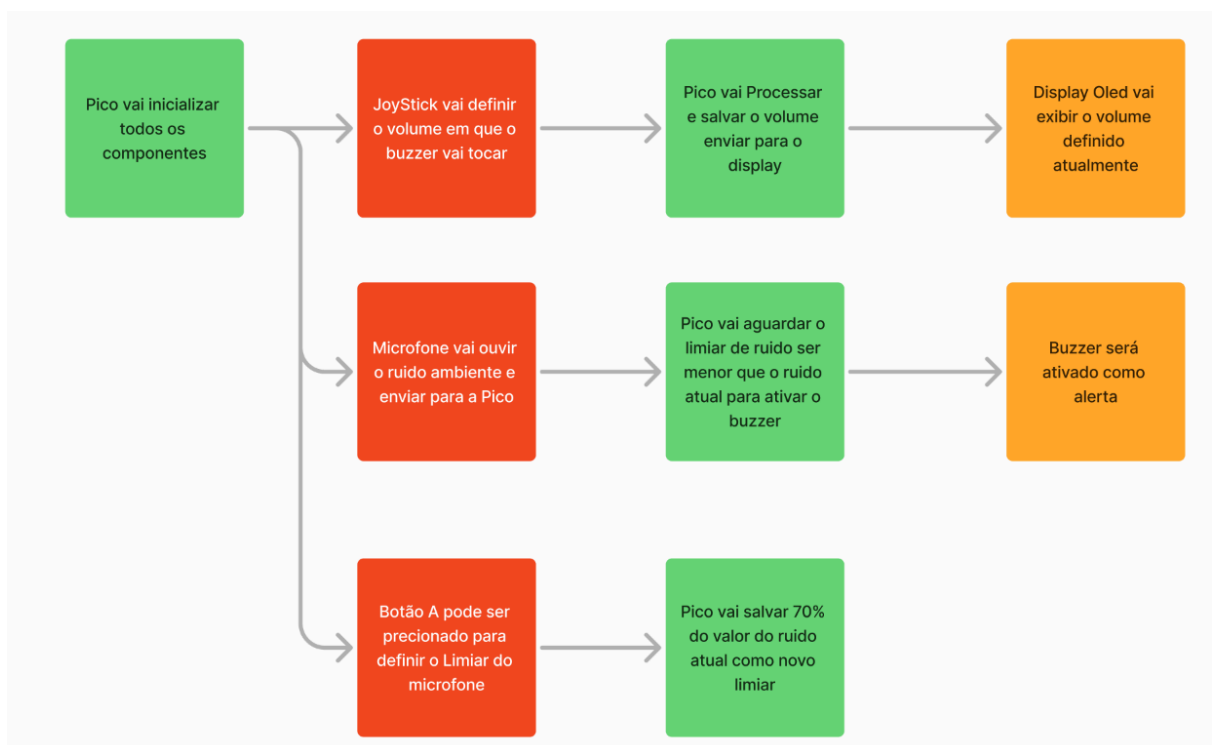 Pico vai inicializar
todos os
componentes
JoyStick vai definir
o volume em que o
buzzer vai tocar
Pico vai Processar
e salvar o volume
enviar para o
display
Display Oled vai
exibir o volume
definido
atualmente
Microfone vai ouvir
o ruido ambiente e
enviar para a Pico
Pico vai aguardar o
limiar de ruido ser
menor que o ruido
atual para ativar o
buzzer
Buzzer será
ativado como
alerta
Botão A pode ser
precionado para
definir o Limiar do
microfone
Pico vai salvar 70%
do valor do ruido
atual como novo
limiar